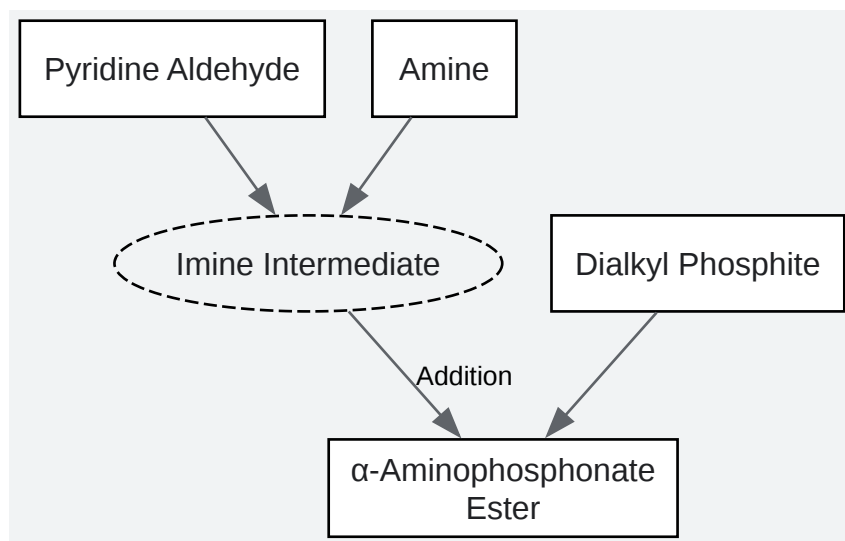 Pyridine Aldehyde
Amine
Imine Intermediate
Dialkyl Phosphite
Addition
α-Aminophosphonate
Ester